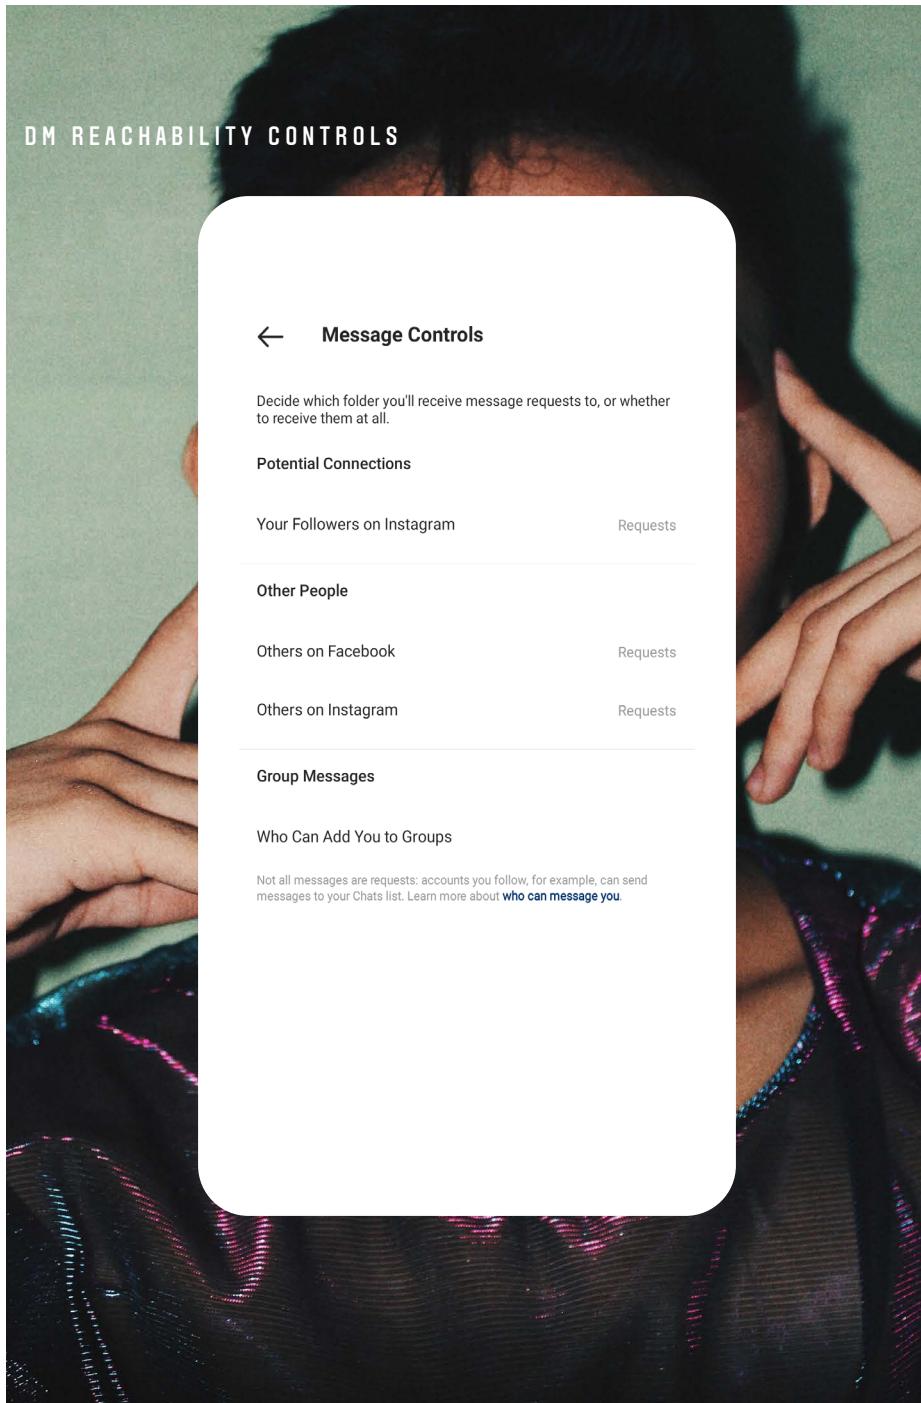 DM REACHABILITY CONTROLS
Message Controls
Decide which folder you'll receive message requests to, or whether
to receive them at all.
Potential Connections
Your Followers on Instagram Requests
Other People
Others on Facebook Requests
Others on Instagram Requests
Group Messages
Who Can Add You to Groups
Not all messages are requests: accounts you follow, for example, can send
messages to your Chats list. Learn more about who can message you.